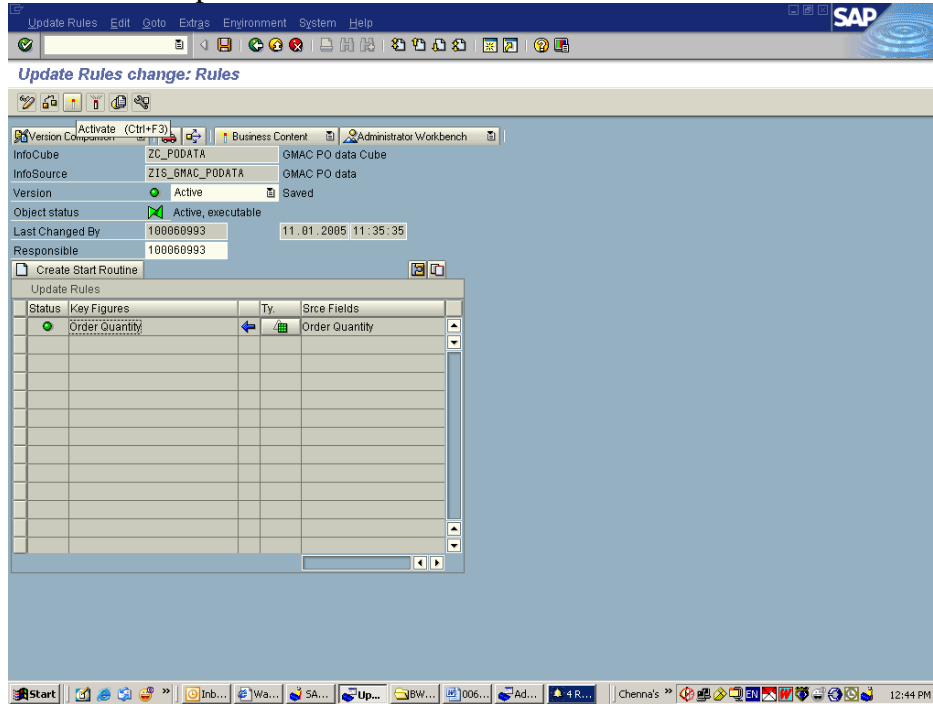 Update Rules Edit Goto Extras Environment System Help
SAP
Update Rules change: Rules
Activate (Ctrl+F3)
Business Content Administrator Workbench
InfoCube ZC_PODATA GMAC PO data Cube
InfoSource ZIS_GMAC_PODATA GMAC PO data
Version Active Saved
Object status Active, executable
Last Changed By 100060993 11.01.2005 11:35:35
Responsible 100060993
Create Start Routine
Update Rules
Status Key Figures Ty. Srce Fields
Order Quantity Order Quantity
Start » Inb... Wa... SA... Up... BW... 006... Ad... 4 R... Chenna's » EN 12:44 PM